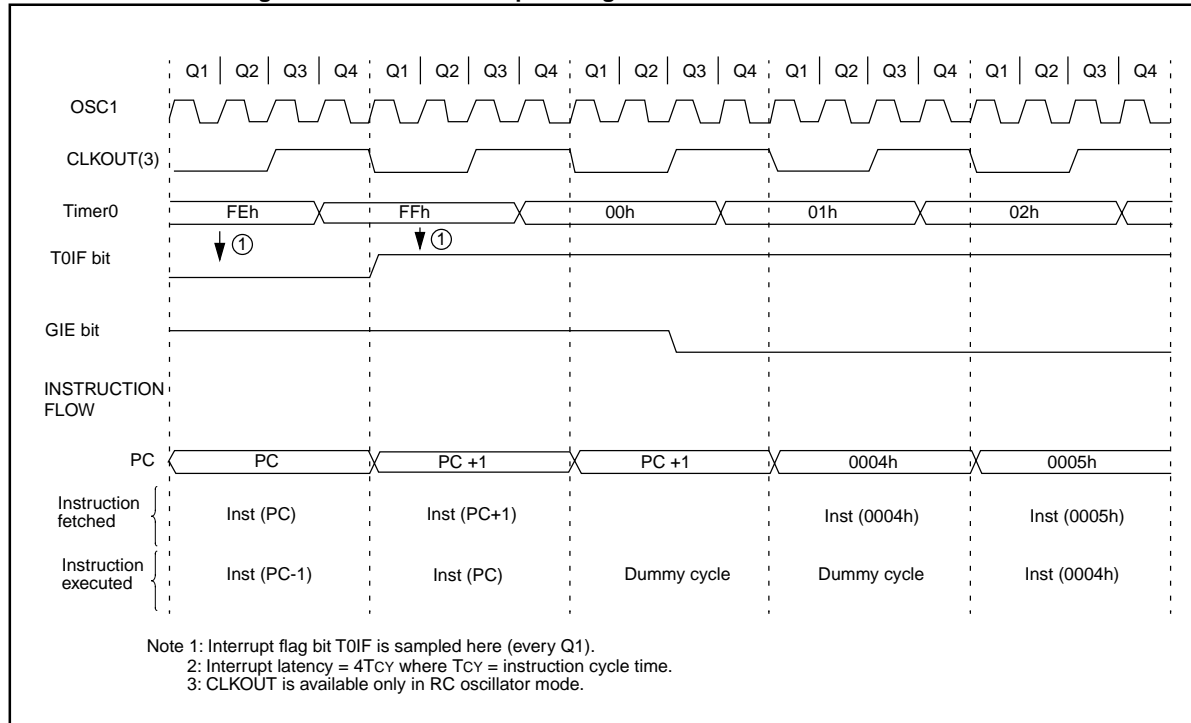 Q1 Q2 Q3 Q4 Q1 Q2 Q3 Q4 Q1 Q2 Q3 Q4 Q1 Q2 Q3 Q4 Q1 Q2 Q3 Q4
OSC1
CLKOUT(3)
Timer0 FEh FFh 00h 01h 02h
1 1
T0IF bit
GIE bit
INSTRUCTION
FLOW
PC PC PC +1 PC +1 0004h 0005h
Instruction
fetched Inst (PC) Inst (PC+1) Inst (0004h) Inst (0005h)
Instruction
executed Inst (PC-1) Inst (PC) Dummy cycle Dummy cycle Inst (0004h)
Note 1: Interrupt flag bit T0IF is sampled here (every Q1).
2: Interrupt latency = 4TCY where TCY = instruction cycle time.
3: CLKOUT is available only in RC oscillator mode.